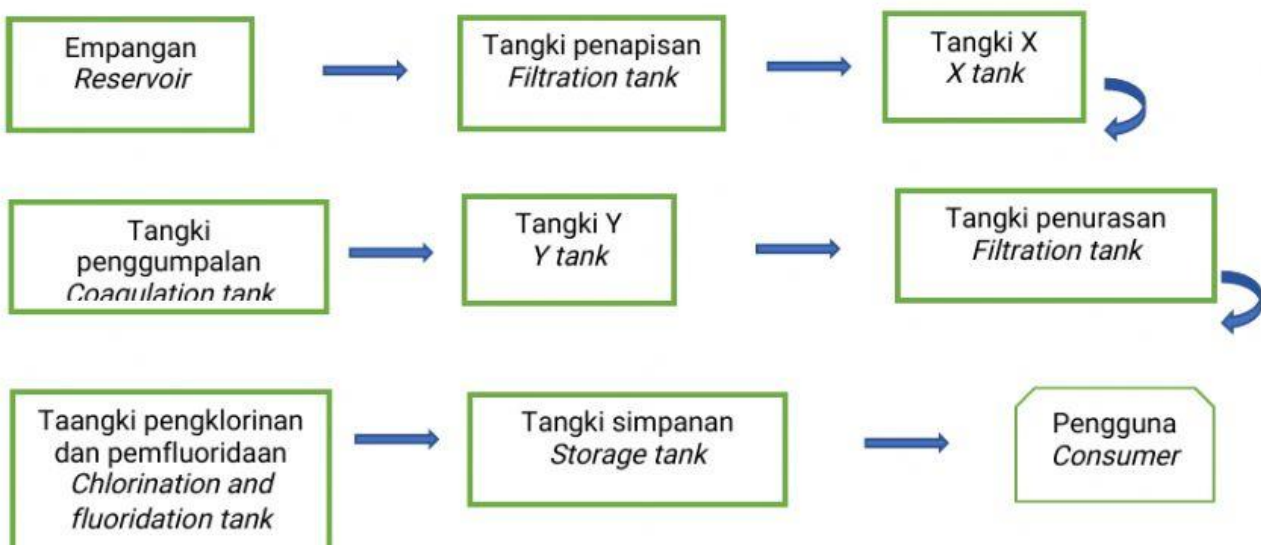 Empangan
Reservoir
Tangki penapisan
Filtration tank
Tangki X
X tank
Tangki
penggumpalan
Coagulation tank
Tangki Y
Y tank
Tangki penurasan
Filtration tank
Taangki pengklorinan
dan pemfluoridaan
Chlorination and
fluoridation tank
Tangki simpanan
Storage tank
Pengguna
Consumer